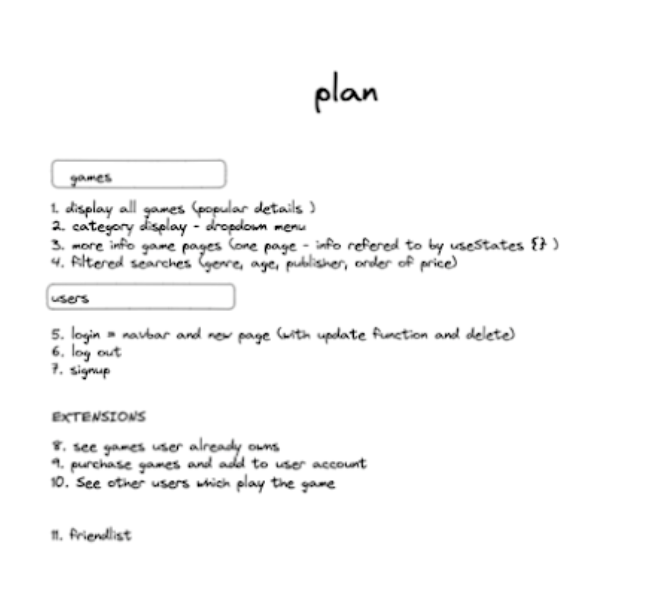 plan
games
1. display all games (popular details )
2. category display - dropdown menu
3. more info game pages (one page - info refered to by useStates {} )
4. filtered searches (genre, age, publisher, order of price)
users
5. login = navbar and new page (with update function and delete)
6. log out
7. signup
EXTENSIONS
8. see games user already owns
9. purchase games and add to user account
10. See other users which play the game
11. friendlist